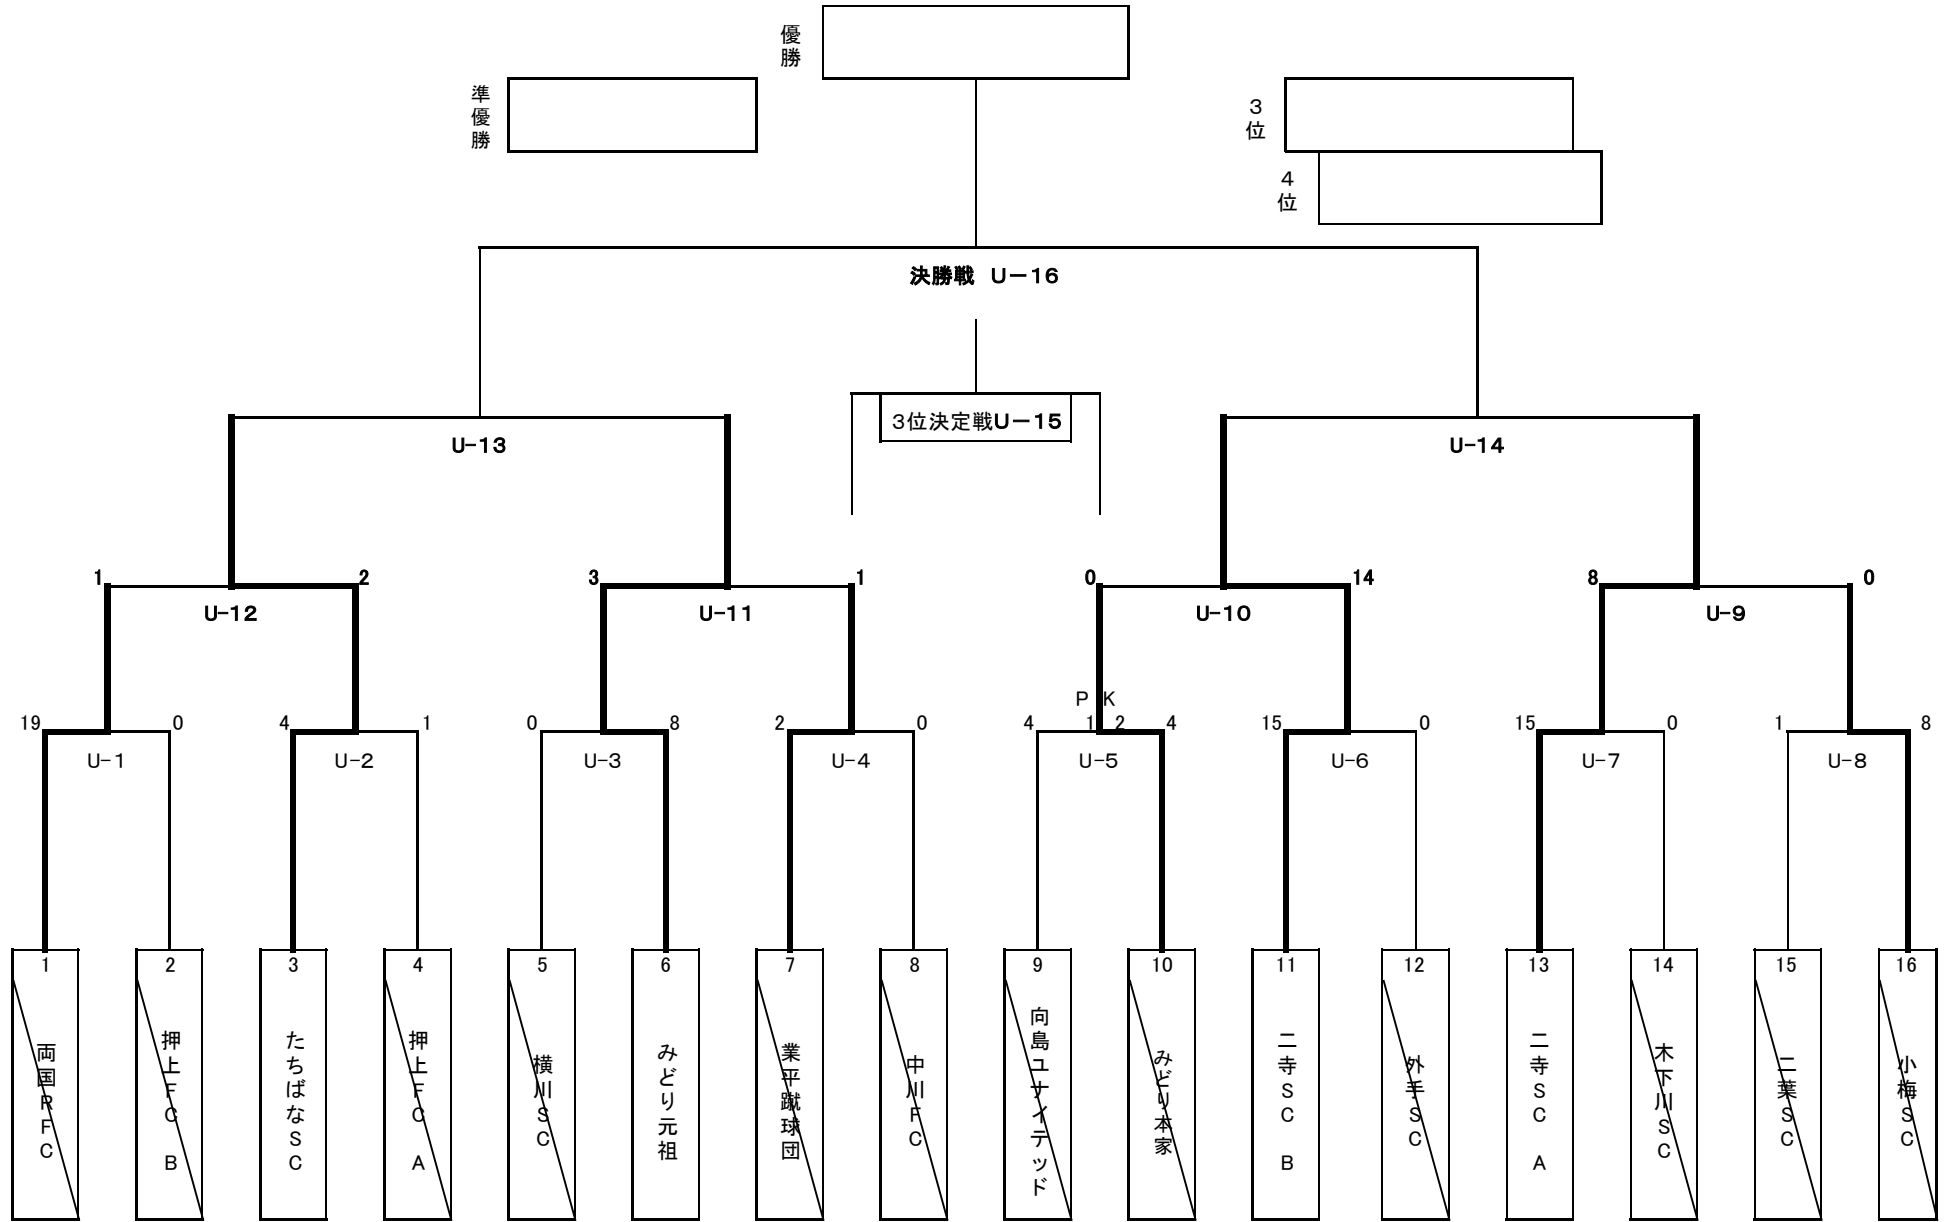 優勝
準優勝
3位
4位
決勝戦　U－16
3位決定戦U－15
U-13
U-14
1 2 3 1 0 14 8 0
U-12 U-11 U-10 U-9
P K
19 0 4 1 0 8 2 0 4 1 2 4 15 0 15 0 1 8
U-1 U-2 U-3 U-4 U-5 U-6 U-7 U-8
1 2 3 4 5 6 7 8 9 10 11 12 13 14 15 16
両国RFC
押上FC　B
たちばなSC
押上FC　A
横川SC
みどり元祖
業平蹴球団
中川FC
向島ユナイテッド
みどり本家
二寺SC　B
外手SC
二寺SC　A
木下川SC
二葉SC
小梅SC